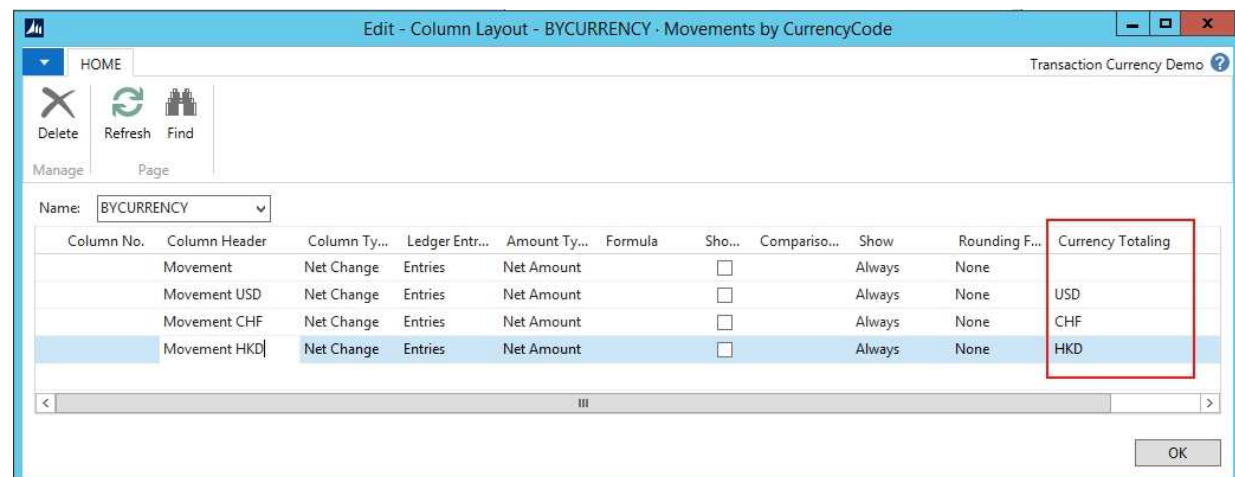 Edit - Column Layout - BYCURRENCY · Movements by CurrencyCode
HOME
Transaction Currency Demo
Delete Refresh Find
Manage Page
Name: BYCURRENCY
Column No. Column Header Column Ty... Ledger Entr... Amount Ty... Formula Sho... Compariso... Show Rounding F... Currency Totaling
Movement Net Change Entries Net Amount Always None
Movement USD Net Change Entries Net Amount Always None USD
Movement CHF Net Change Entries Net Amount Always None CHF
Movement HKD Net Change Entries Net Amount Always None HKD
OK